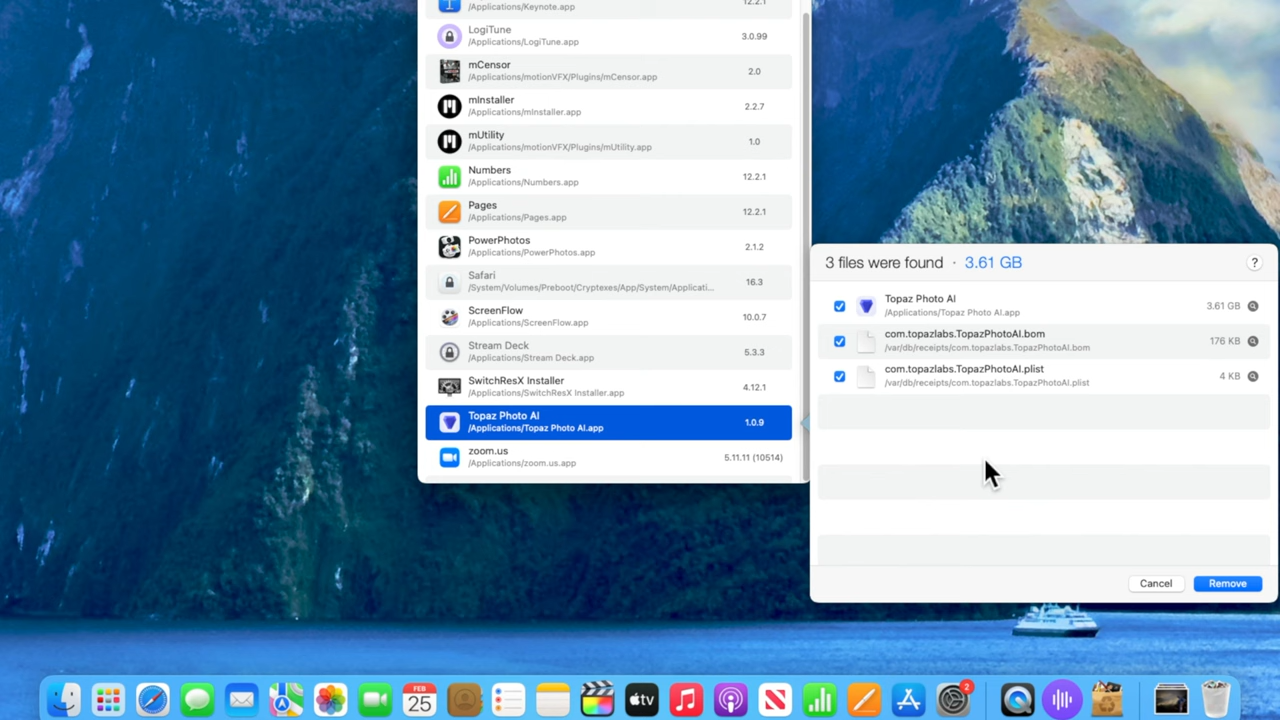 /Applications/Keynote.app
12.2.1
LogiTune
/Applications/LogiTune.app
3.0.99
mCensor
/Applications/motionVFX/Plugins/mCensor.app
2.0
mInstaller
/Applications/mInstaller.app
2.2.7
mUtility
/Applications/motionVFX/Plugins/mUtility.app
1.0
Numbers
/Applications/Numbers.app
12.2.1
Pages
/Applications/Pages.app
12.2.1
PowerPhotos
/Applications/PowerPhotos.app
2.1.2
Safari
/System/Volumes/Preboot/Cryptexes/App/System/Applicati...
16.3
ScreenFlow
/Applications/ScreenFlow.app
10.0.7
Stream Deck
/Applications/Stream Deck.app
5.3.3
SwitchResX Installer
/Applications/SwitchResX Installer.app
4.12.1
Topaz Photo AI
/Applications/Topaz Photo AI.app
1.0.9
zoom.us
/Applications/zoom.us.app
5.11.11 (10514)
3 files were found · 3.61 GB
?
Topaz Photo AI
/Applications/Topaz Photo AI.app
3.61 GB
com.topazlabs.TopazPhotoAI.bom
/var/db/receipts/com.topazlabs.TopazPhotoAI.bom
176 KB
com.topazlabs.TopazPhotoAI.plist
/var/db/receipts/com.topazlabs.TopazPhotoAI.plist
4 KB
Cancel
Remove
FEB
25
tv
2